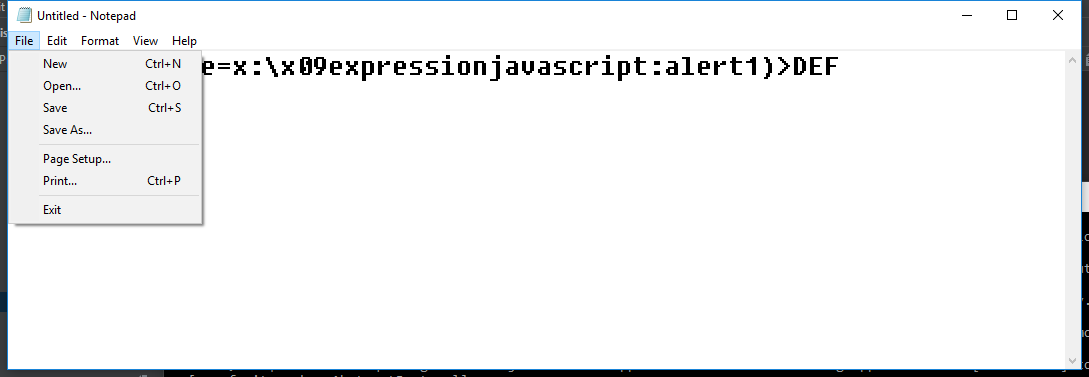 Untitled - Notepad
File Edit Format View Help
e=x:\x09expressionjavascript:alert1)>DEF
New Ctrl+N
Open... Ctrl+O
Save Ctrl+S
Save As...
Page Setup...
Print... Ctrl+P
Exit